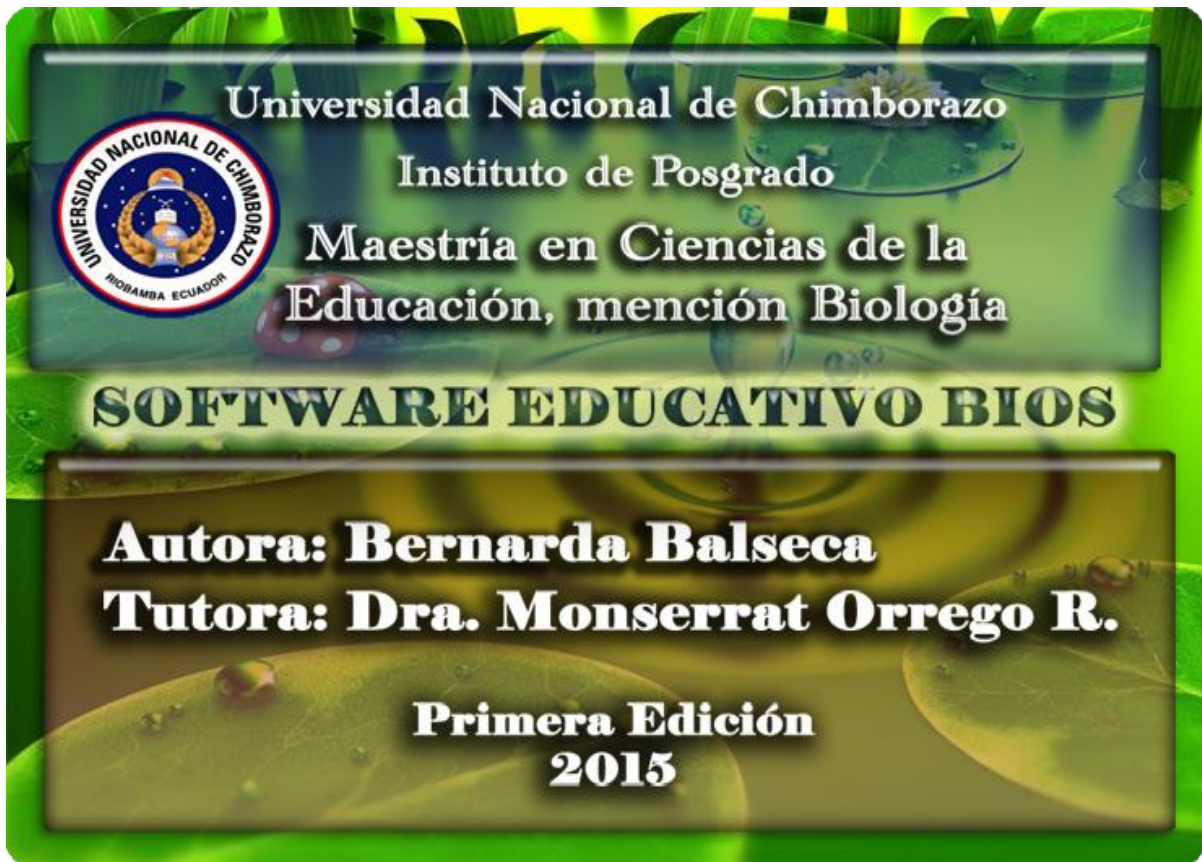 Universidad Nacional de Chimborazo
Instituto de Posgrado
Maestría en Ciencias de la
Educación, mención Biología
UNIVERSIDAD NACIONAL DE CHIMBORAZO
RIOBAMBA ECUADOR
SOFTWARE EDUCATIVO BIOS
Autora: Bernarda Balseca
Tutora: Dra. Monserrat Orrego R.
Primera Edición
2015